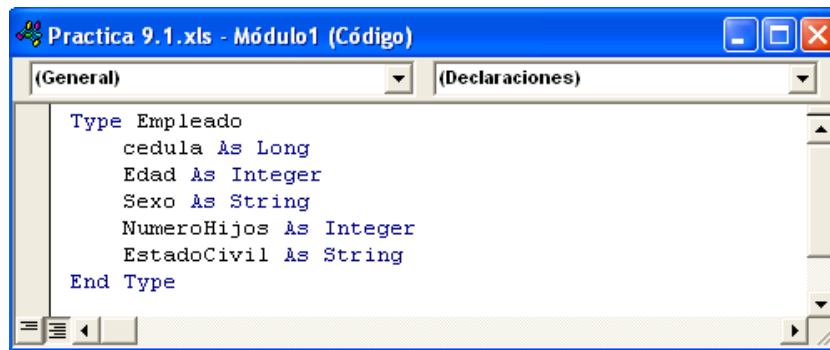 Practica 9.1.xls - Módulo1 (Código)
(General) (Declaraciones)
Type Empleado
cedula As Long
Edad As Integer
Sexo As String
NumeroHijos As Integer
EstadoCivil As String
End Type